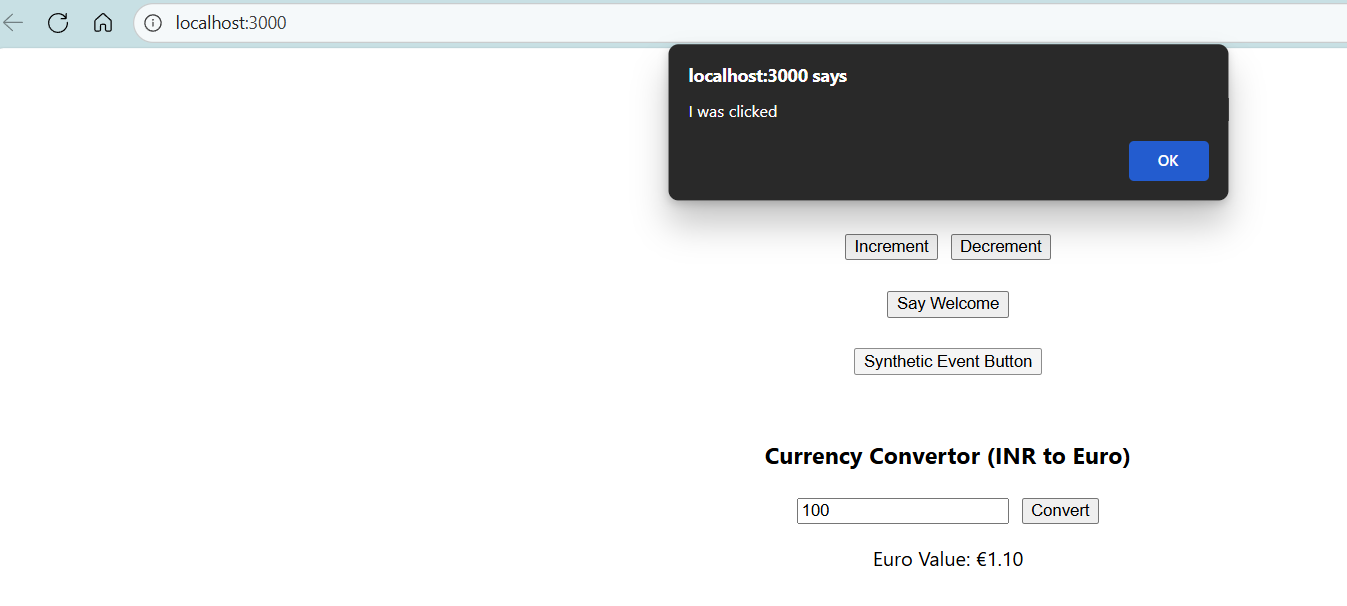 localhost:3000
localhost:3000 says
I was clicked
OK
Increment Decrement
Say Welcome
Synthetic Event Button
Currency Convertor (INR to Euro)
100 Convert
Euro Value: €1.10